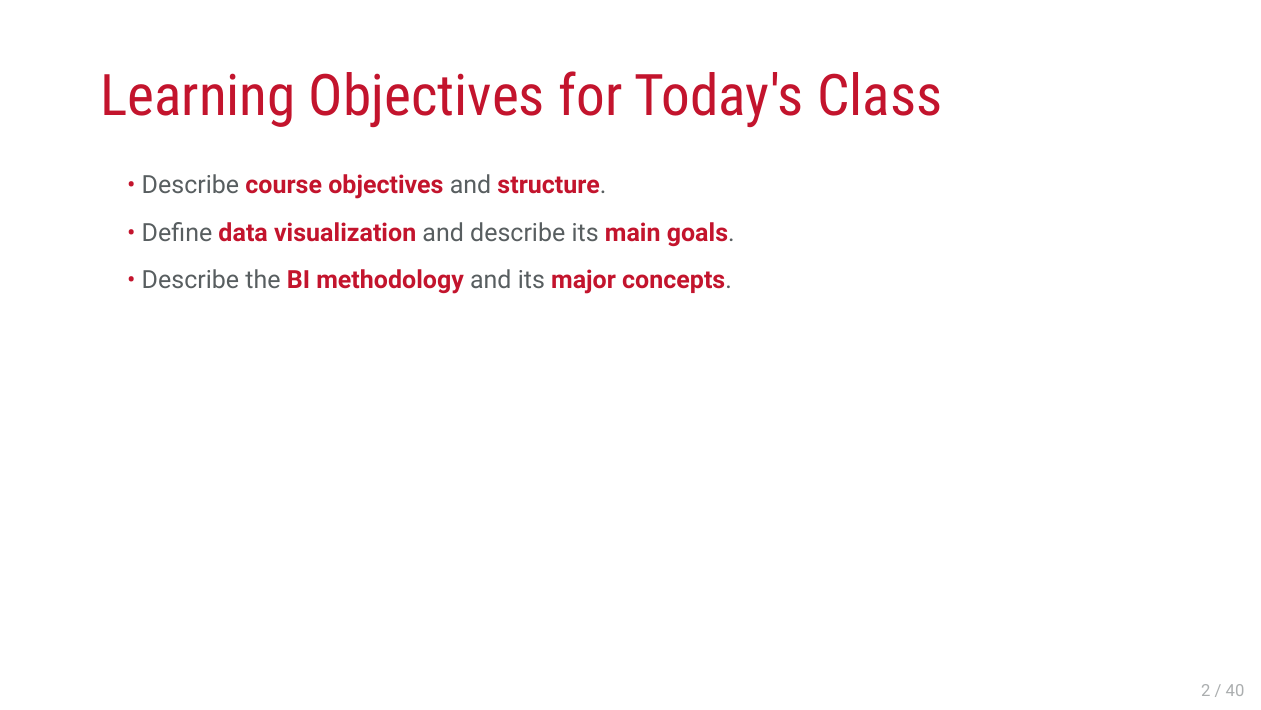 Learning Objectives for Today's Class
• Describe course objectives and structure.
• Define data visualization and describe its main goals.
• Describe the BI methodology and its major concepts.
2 / 40